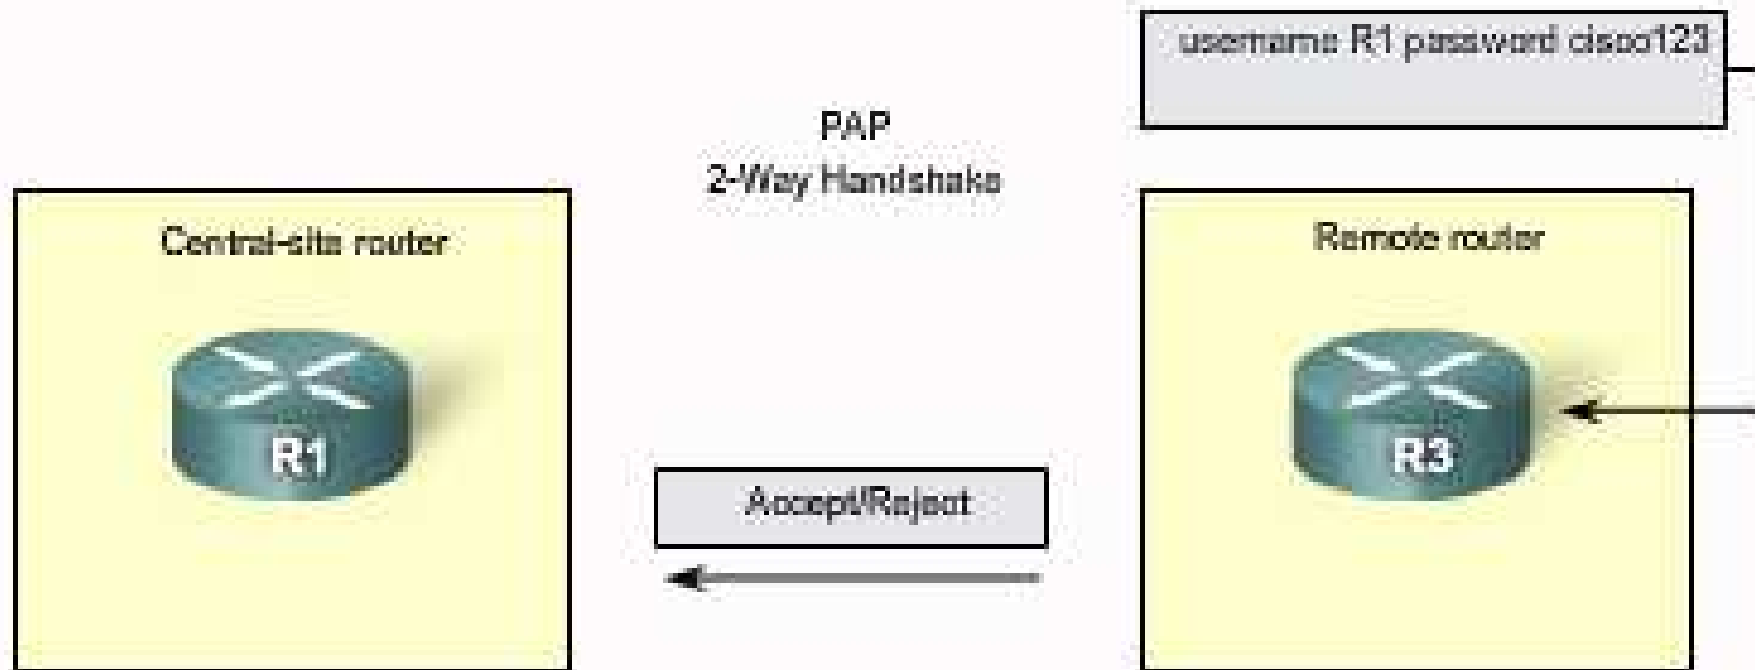 username R1 password cisco123
PAP
2-Way Handshake
Central-site router
Remote router
R1
R3
Accept/Reject